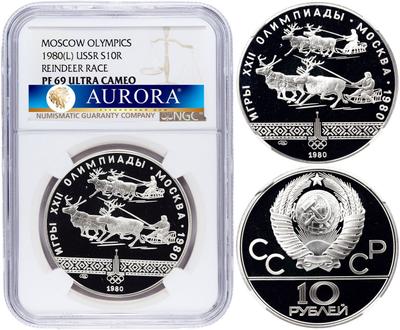 MOSCOW OLYMPICS
1980(L) USSR S10R
REINDEER RACE
PF 69 ULTRA CAMEO
AURORA
NUMISMATIC GUARANTY COMPANY
NGC
ИГРЫ XXII ОЛИМПИАДЫ • МОСКВА • 1980
1980
ИГРЫ XXII ОЛИМПИАДЫ • МОСКВА • 1980
1980
СССР
10
РУБЛЕЙ